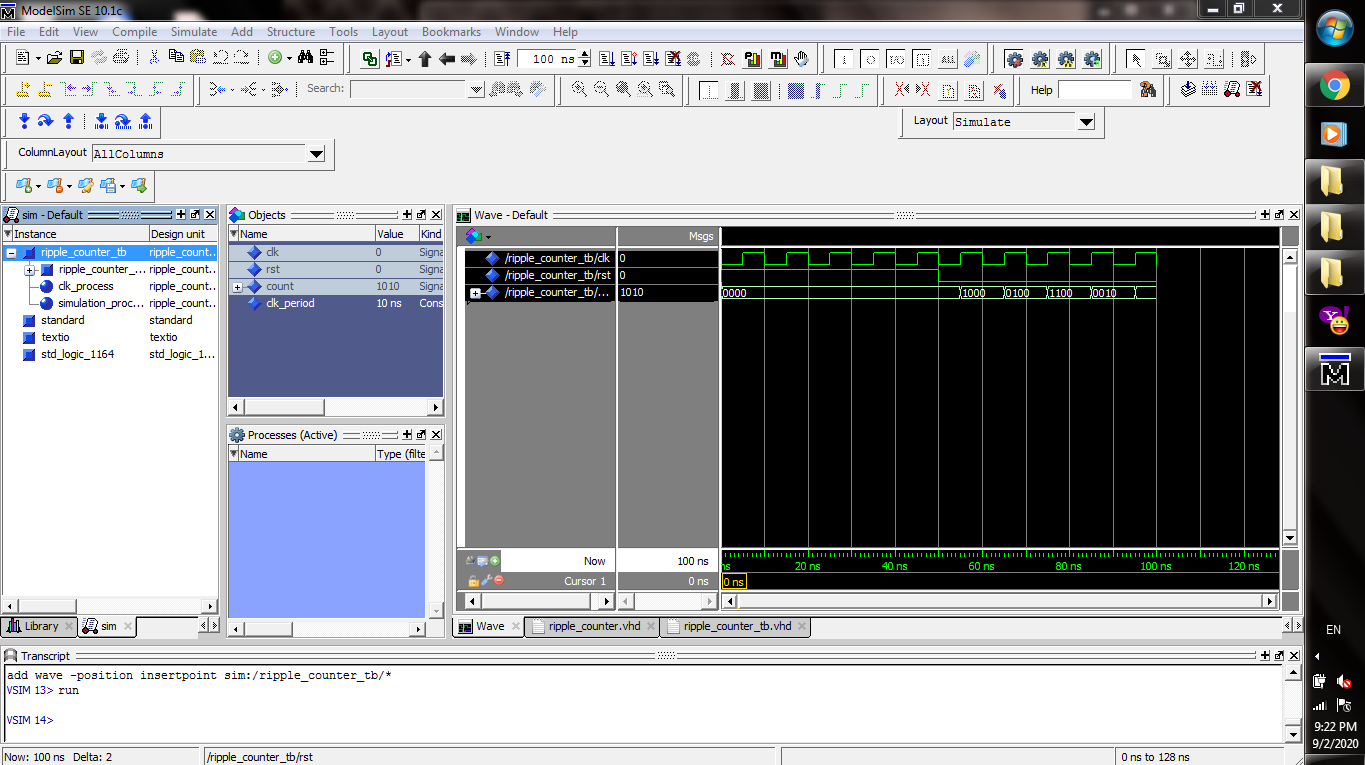 ModelSim SE 10.1c
File Edit View Compile Simulate Add Structure Tools Layout Bookmarks Window Help
100 ns
Search:
Help
Layout Simulate
ColumnLayout AllColumns
sim - Default
Instance Design unit
ripple_counter_tb ripple_count...
ripple_counter_... ripple_count...
clk_process ripple_count...
simulation_proc... ripple_count...
standard standard
textio textio
std_logic_1164 std_logic_1...
Library sim
Objects
Name Value Kind
clk 0 Signa
rst 0 Signa
count 1010 Signa
clk_period 10 ns Cons
Processes (Active)
Name Type (filte
Wave - Default
Msgs
/ripple_counter_tb/clk 0
/ripple_counter_tb/rst 0
/ripple_counter_tb/... 1010
0000 1000 0100 1100 0010
Now 100 ns
ns 20 ns 40 ns 60 ns 80 ns 100 ns 120 ns
Cursor 1 0 ns
0 ns
Wave ripple_counter.vhd ripple_counter_tb.vhd
Transcript
add wave -position insertpoint sim:/ripple_counter_tb/*
VSIM 13> run
VSIM 14>
Now: 100 ns Delta: 2 /ripple_counter_tb/rst 0 ns to 128 ns
EN
9:22 PM
9/2/2020